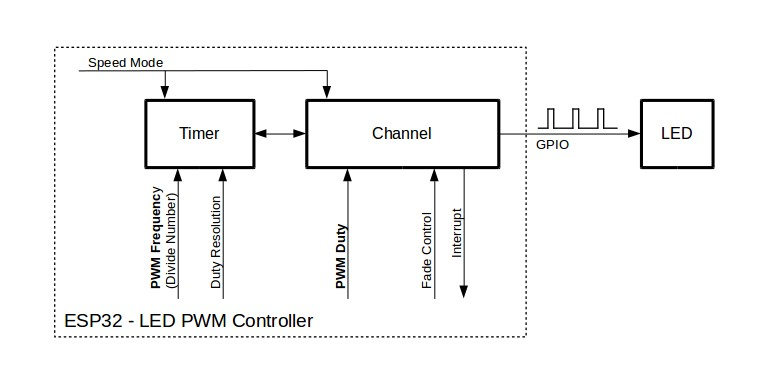 Speed Mode
Timer
Channel
GPIO
LED
PWM Frequency
(Divide Number)
Duty Resolution
PWM Duty
Fade Control
Interrupt
ESP32 - LED PWM Controller